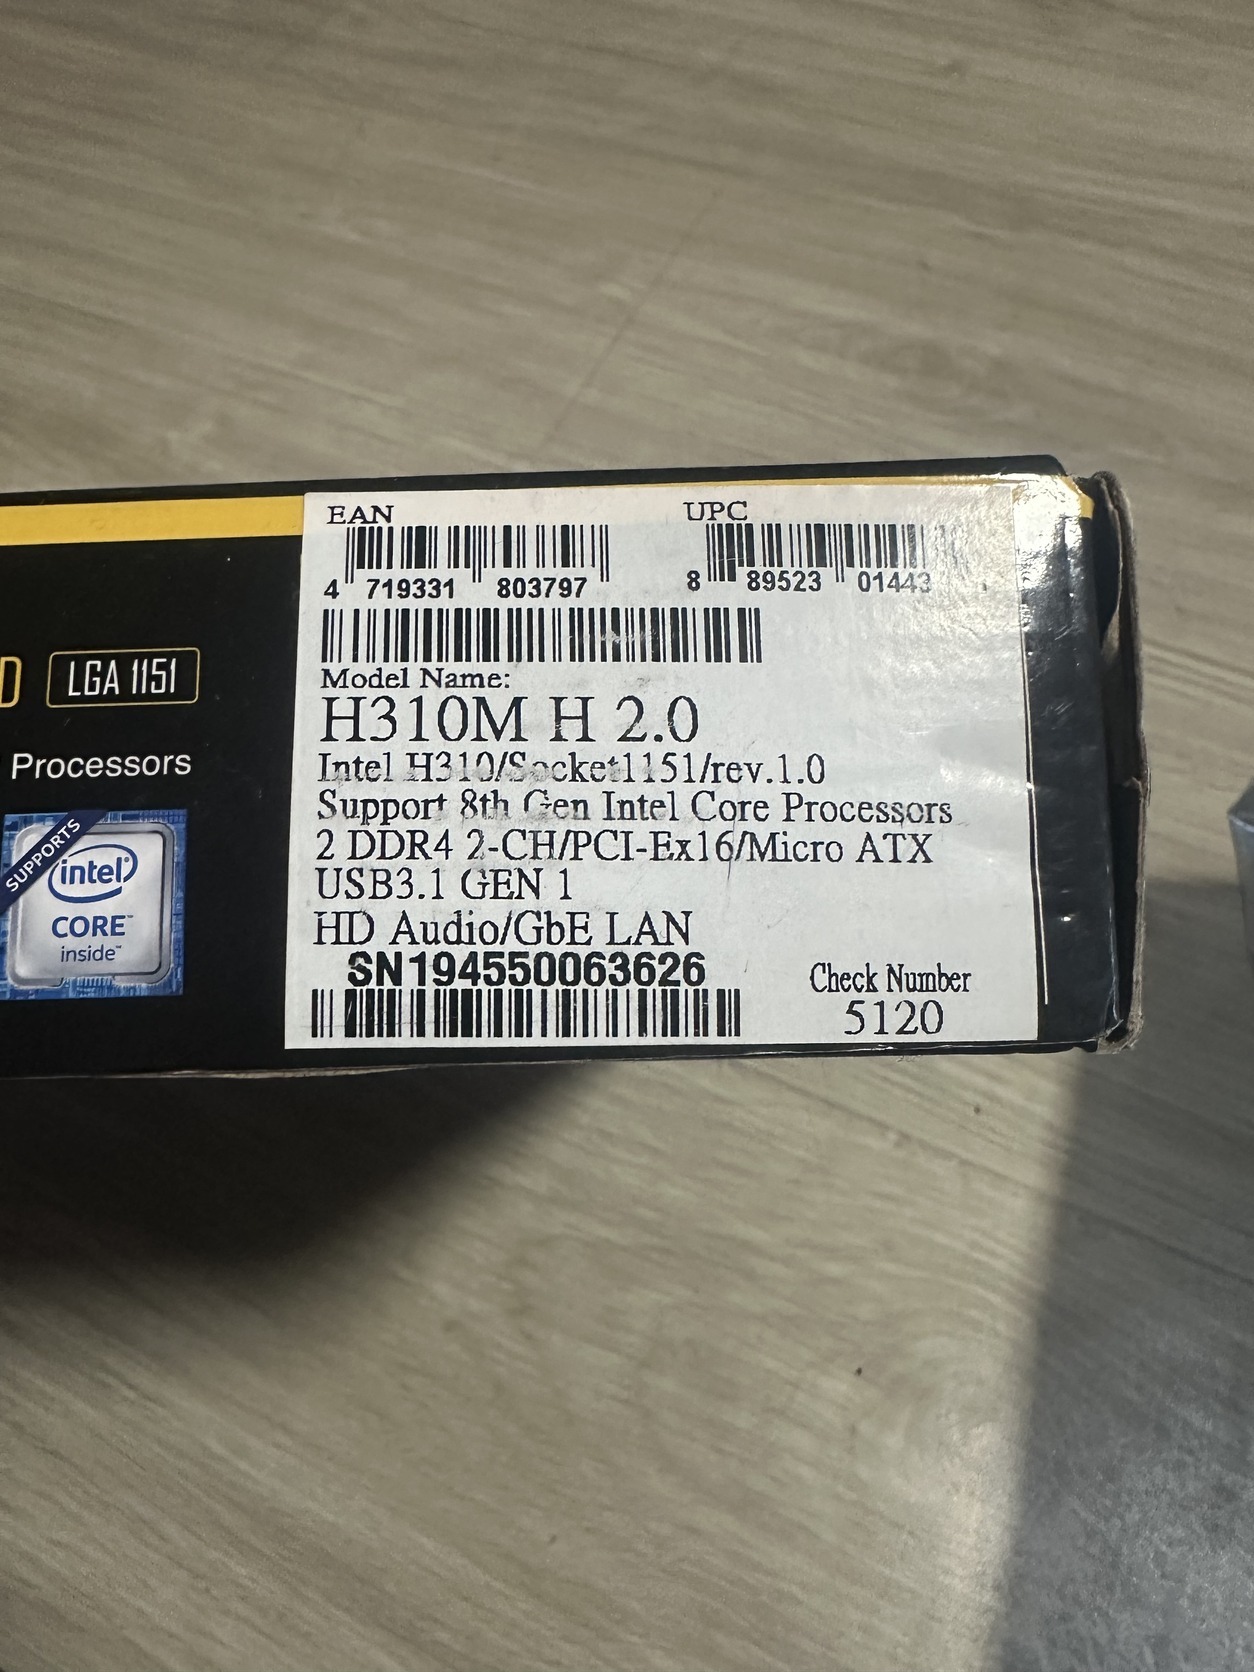 EAN
UPC
4 719331 803797
8 89523 01443
D LGA 1151
Model Name:
H310M H 2.0
Processors
Intel H310/Socket1151/rev.1.0
Support 8th Gen Intel Core Processors
2 DDR4 2-CH/PCI-Ex16/Micro ATX
USB3.1 GEN 1
HD Audio/GbE LAN
SN194550063626
Check Number
5120
SUPPORTS
intel®
CORE™
inside™